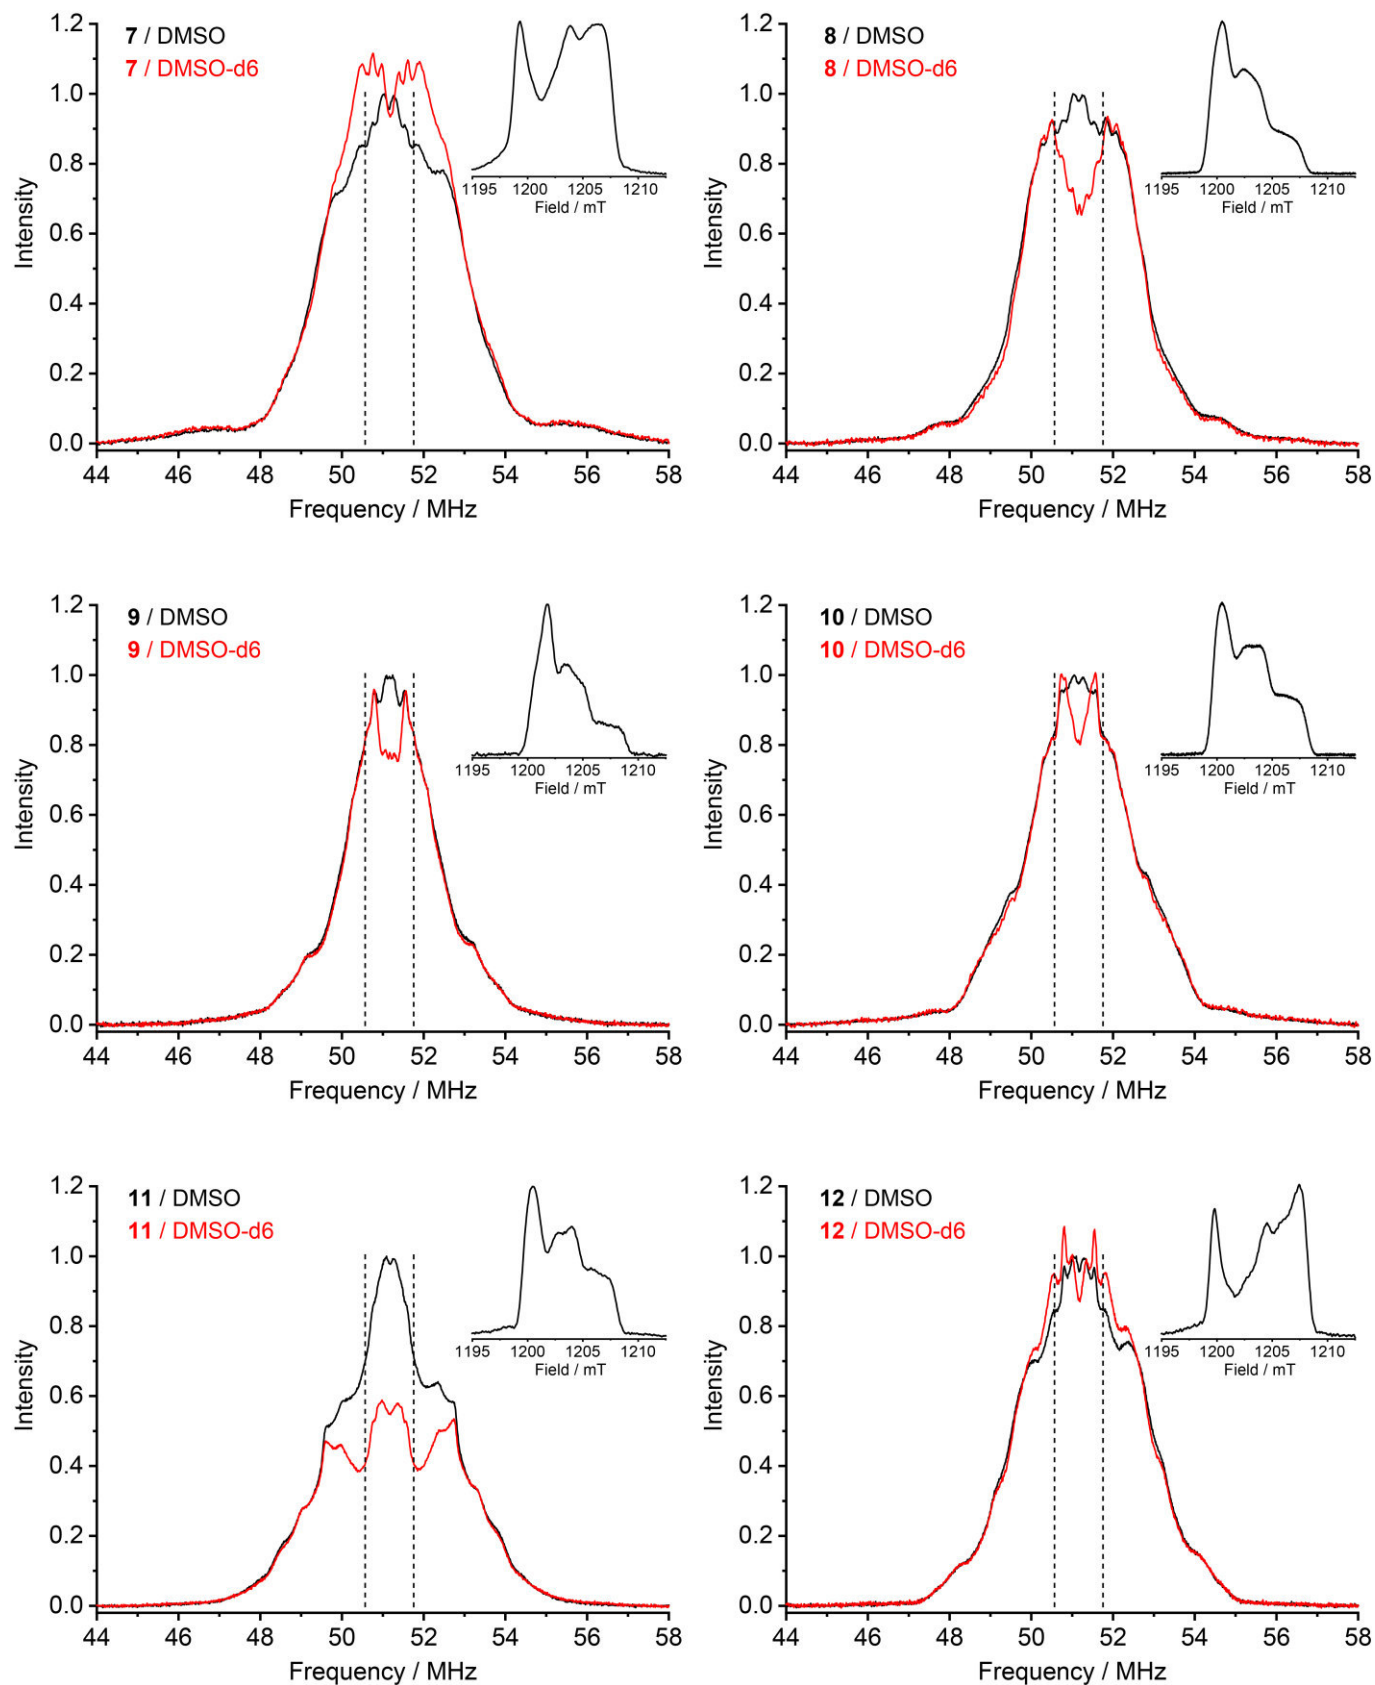 7 / DMSO
7 / DMSO-d6
1.2
1.0
0.8
0.6
0.4
0.2
0.0
Intensity
44 46 48 50 52 54 56 58
Frequency / MHz
1195 1200 1205 1210
Field / mT
8 / DMSO
8 / DMSO-d6
1.2
1.0
0.8
0.6
0.4
0.2
0.0
Intensity
44 46 48 50 52 54 56 58
Frequency / MHz
1195 1200 1205 1210
Field / mT
9 / DMSO
9 / DMSO-d6
1.2
1.0
0.8
0.6
0.4
0.2
0.0
Intensity
44 46 48 50 52 54 56 58
Frequency / MHz
1195 1200 1205 1210
Field / mT
10 / DMSO
10 / DMSO-d6
1.2
1.0
0.8
0.6
0.4
0.2
0.0
Intensity
44 46 48 50 52 54 56 58
Frequency / MHz
1195 1200 1205 1210
Field / mT
11 / DMSO
11 / DMSO-d6
1.2
1.0
0.8
0.6
0.4
0.2
0.0
Intensity
44 46 48 50 52 54 56 58
Frequency / MHz
1195 1200 1205 1210
Field / mT
12 / DMSO
12 / DMSO-d6
1.2
1.0
0.8
0.6
0.4
0.2
0.0
Intensity
44 46 48 50 52 54 56 58
Frequency / MHz
1195 1200 1205 1210
Field / mT